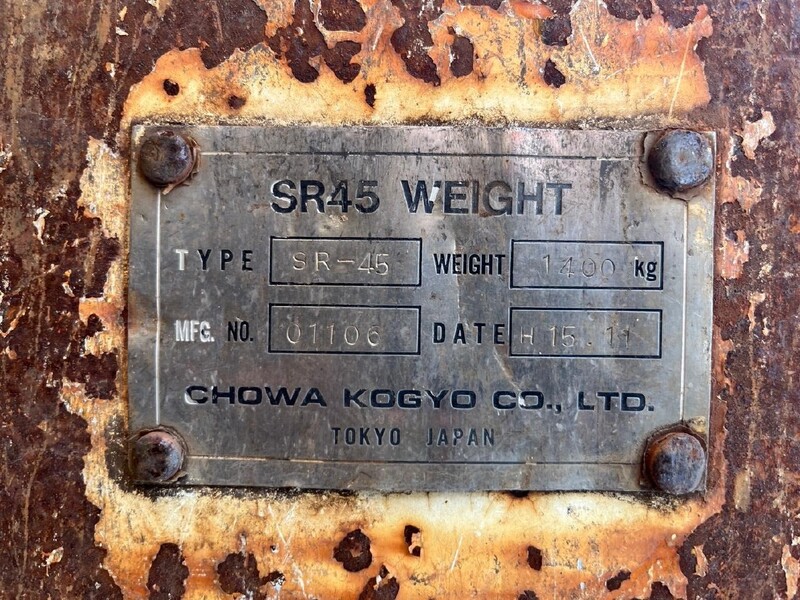 SR45 WEIGHT
TYPE SR-45 WEIGHT 1400 kg
MFG. NO. 01106 DATE H 15.11
CHOWA KOGYO CO., LTD.
TOKYO JAPAN